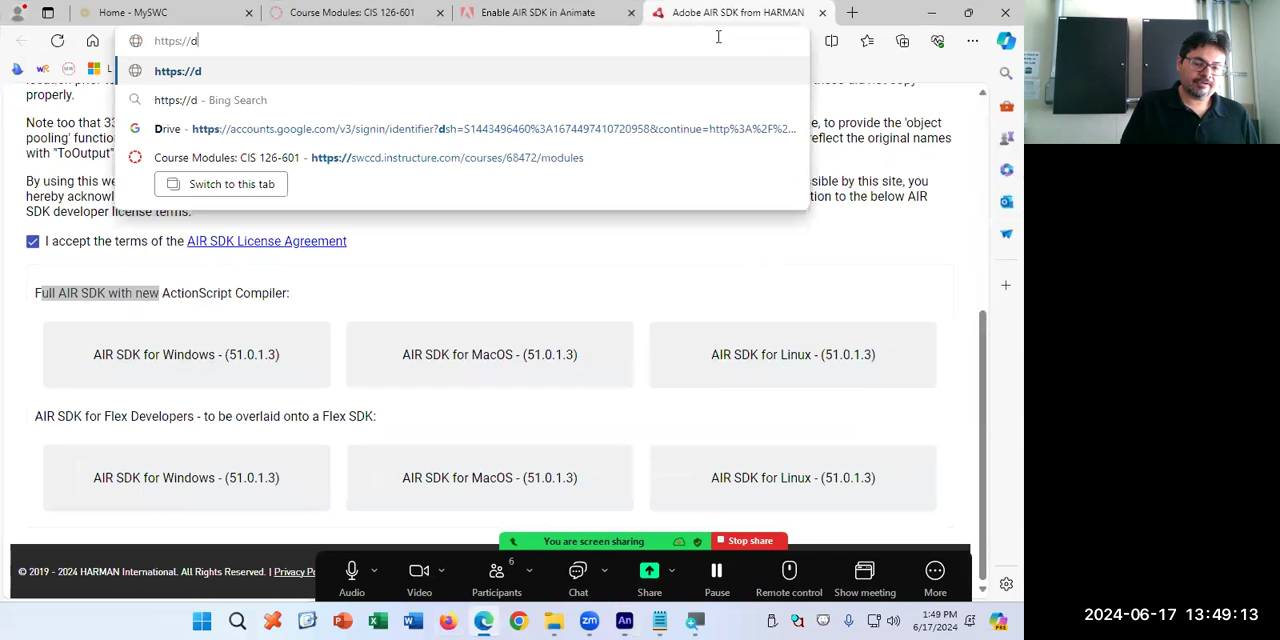 Home - MySWC
Course Modules: CIS 126-601
Enable AIR SDK in Animate
Adobe AIR SDK from HARMAN
https://d
https://d
https://d - Bing Search
Drive - https://accounts.google.com/v3/signin/identifier?dsh=S1443496460%3A1674497410720958&continue=http%3A%2F%2...
Course Modules: CIS 126-601 - https://swccd.instructure.com/courses/68472/modules
Switch to this tab
properly.
Note too that 33
e, to provide the 'object
pooling' function
reflect the original names
with "ToOutput"
By using this we
sible by this site, you
hereby acknowl
tion to the below AIR
SDK developer license terms.
I accept the terms of the AIR SDK License Agreement
Full AIR SDK with new ActionScript Compiler:
AIR SDK for Windows - (51.0.1.3)
AIR SDK for MacOS - (51.0.1.3)
AIR SDK for Linux - (51.0.1.3)
AIR SDK for Flex Developers - to be overlaid onto a Flex SDK:
AIR SDK for Windows - (51.0.1.3)
AIR SDK for MacOS - (51.0.1.3)
AIR SDK for Linux - (51.0.1.3)
You are screen sharing
Stop share
© 2019 - 2024 HARMAN International. All Rights Reserved. | Privacy Po
6
Audio
Video
Participants
Chat
Share
Pause
Remote control
Show meeting
More
1:49 PM
6/17/2024
2024-06-17 13:49:13